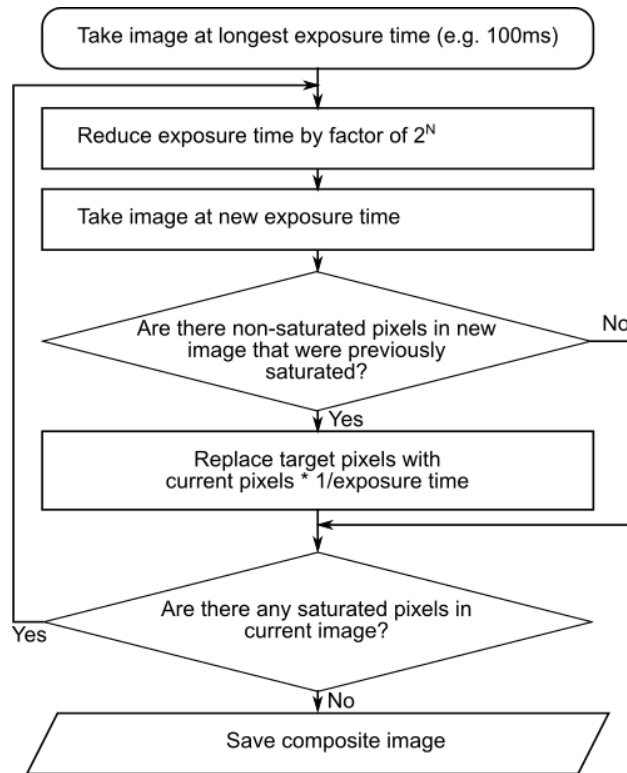 Take image at longest exposure time (e.g. 100ms)
Reduce exposure time by factor of 2^N
Take image at new exposure time
Are there non-saturated pixels in new
image that were previously
saturated?
No
Yes
Replace target pixels with
current pixels * 1/exposure time
Are there any saturated pixels in
current image?
Yes
No
Save composite image